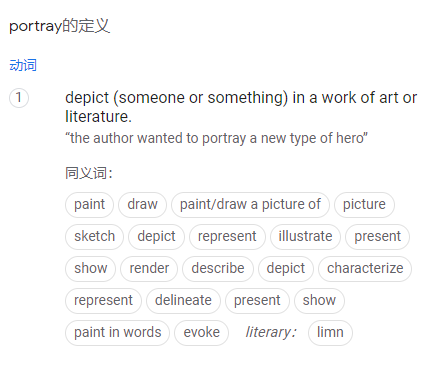 portray的定义
动词
1 depict (someone or something) in a work of art or
literature.
“the author wanted to portray a new type of hero”
同义词：
paint draw paint/draw a picture of picture
sketch depict represent illustrate present
show render describe depict characterize
represent delineate present show
paint in words evoke literary： limn